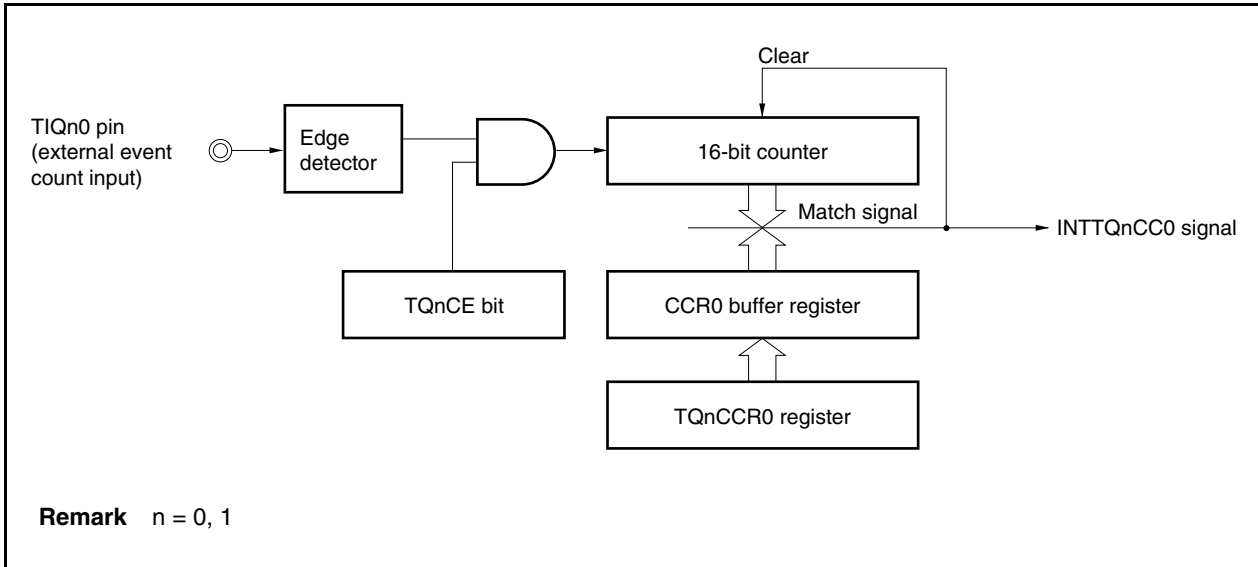 Clear
TIQn0 pin
(external event
count input)
Edge
detector
16-bit counter
Match signal
INTTQnCC0 signal
TQnCE bit
CCR0 buffer register
TQnCCR0 register
Remark n = 0, 1